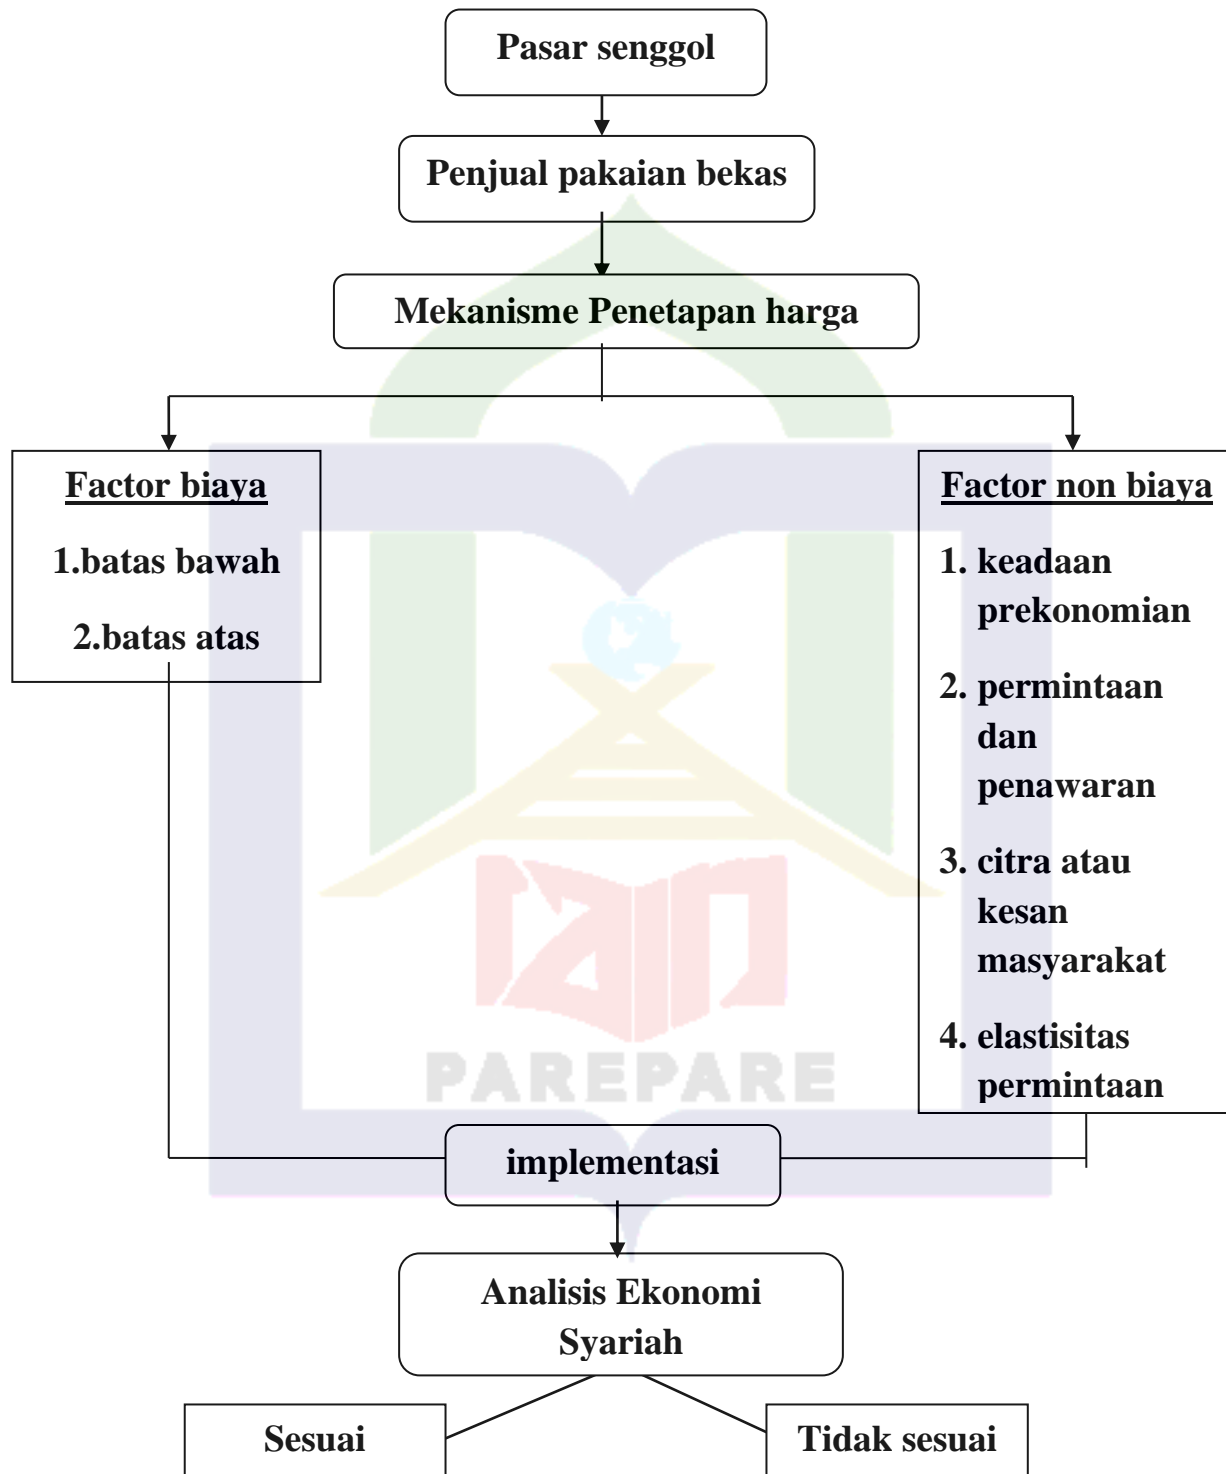 Pasar senggol
Penjual pakaian bekas
Mekanisme Penetapan harga
Factor biaya
1.batas bawah
2.batas atas
Factor non biaya
1. keadaan
prekonomian
2. permintaan
dan
penawaran
3. citra atau
kesan
masyarakat
4. elastisitas
permintaan
iain
PAREPARE
implementasi
Analisis Ekonomi
Syariah
Sesuai
Tidak sesuai